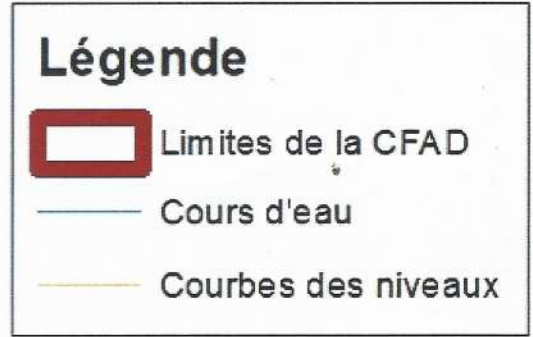 Légende
Limites de la CFAD
Cours d'eau
Courbes des niveaux